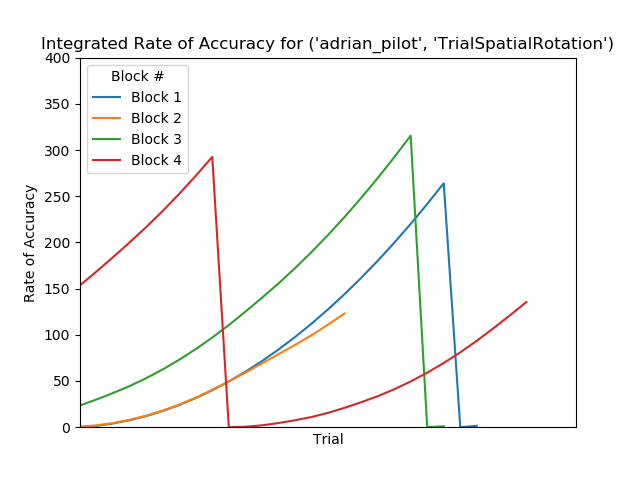 Integrated Rate of Accuracy for ('adrian_pilot', 'TrialSpatialRotation')
400
350
300
250
200
150
100
50
0
Rate of Accuracy
Block #
Block 1
Block 2
Block 3
Block 4
Trial